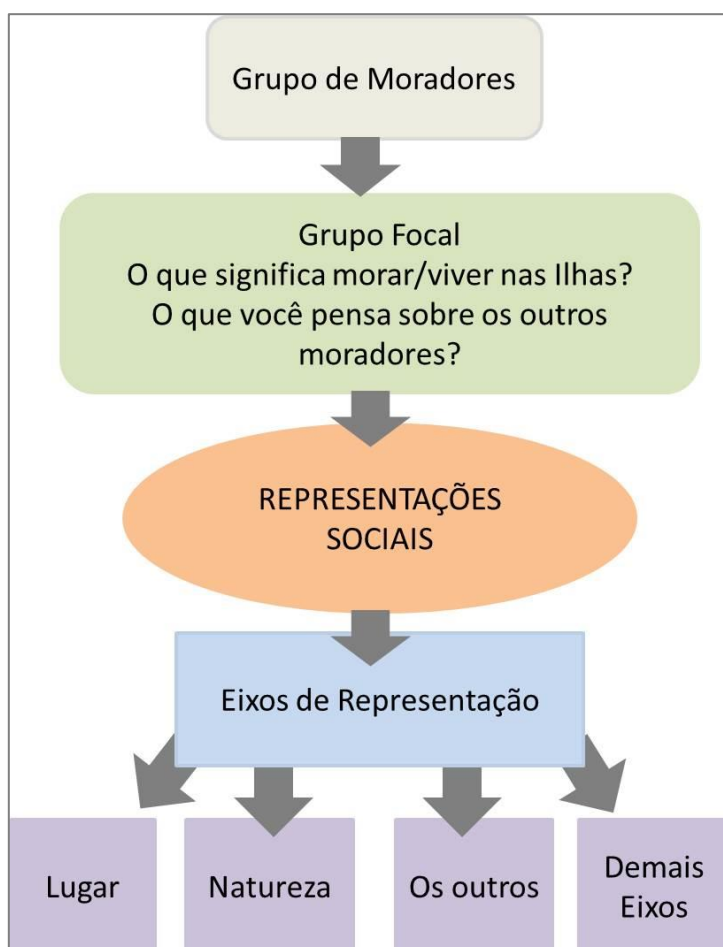 Grupo de Moradores
Grupo Focal
O que significa morar/viver nas Ilhas?
O que você pensa sobre os outros
moradores?
REPRESENTAÇÕES
SOCIAIS
Eixos de Representação
Lugar
Natureza
Os outros
Demais
Eixos